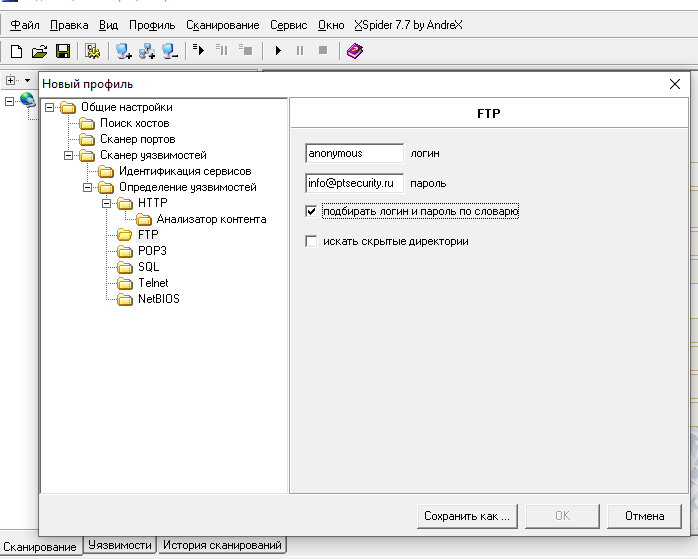 Файл Правка Вид Профиль Сканирование Сервис Окно XSpider 7.7 by AndreX
Новый профиль
Общие настройки
Поиск хостов
Сканер портов
Сканер уязвимостей
Идентификация сервисов
Определение уязвимостей
HTTP
Анализатор контента
FTP
POP3
SQL
Telnet
NetBIOS
FTP
anonymous логин
info@ptsecurity.ru пароль
подбирать логин и пароль по словарю
искать скрытые директории
Сохранить как ... OK Отмена
Сканирование Уязвимости История сканирований